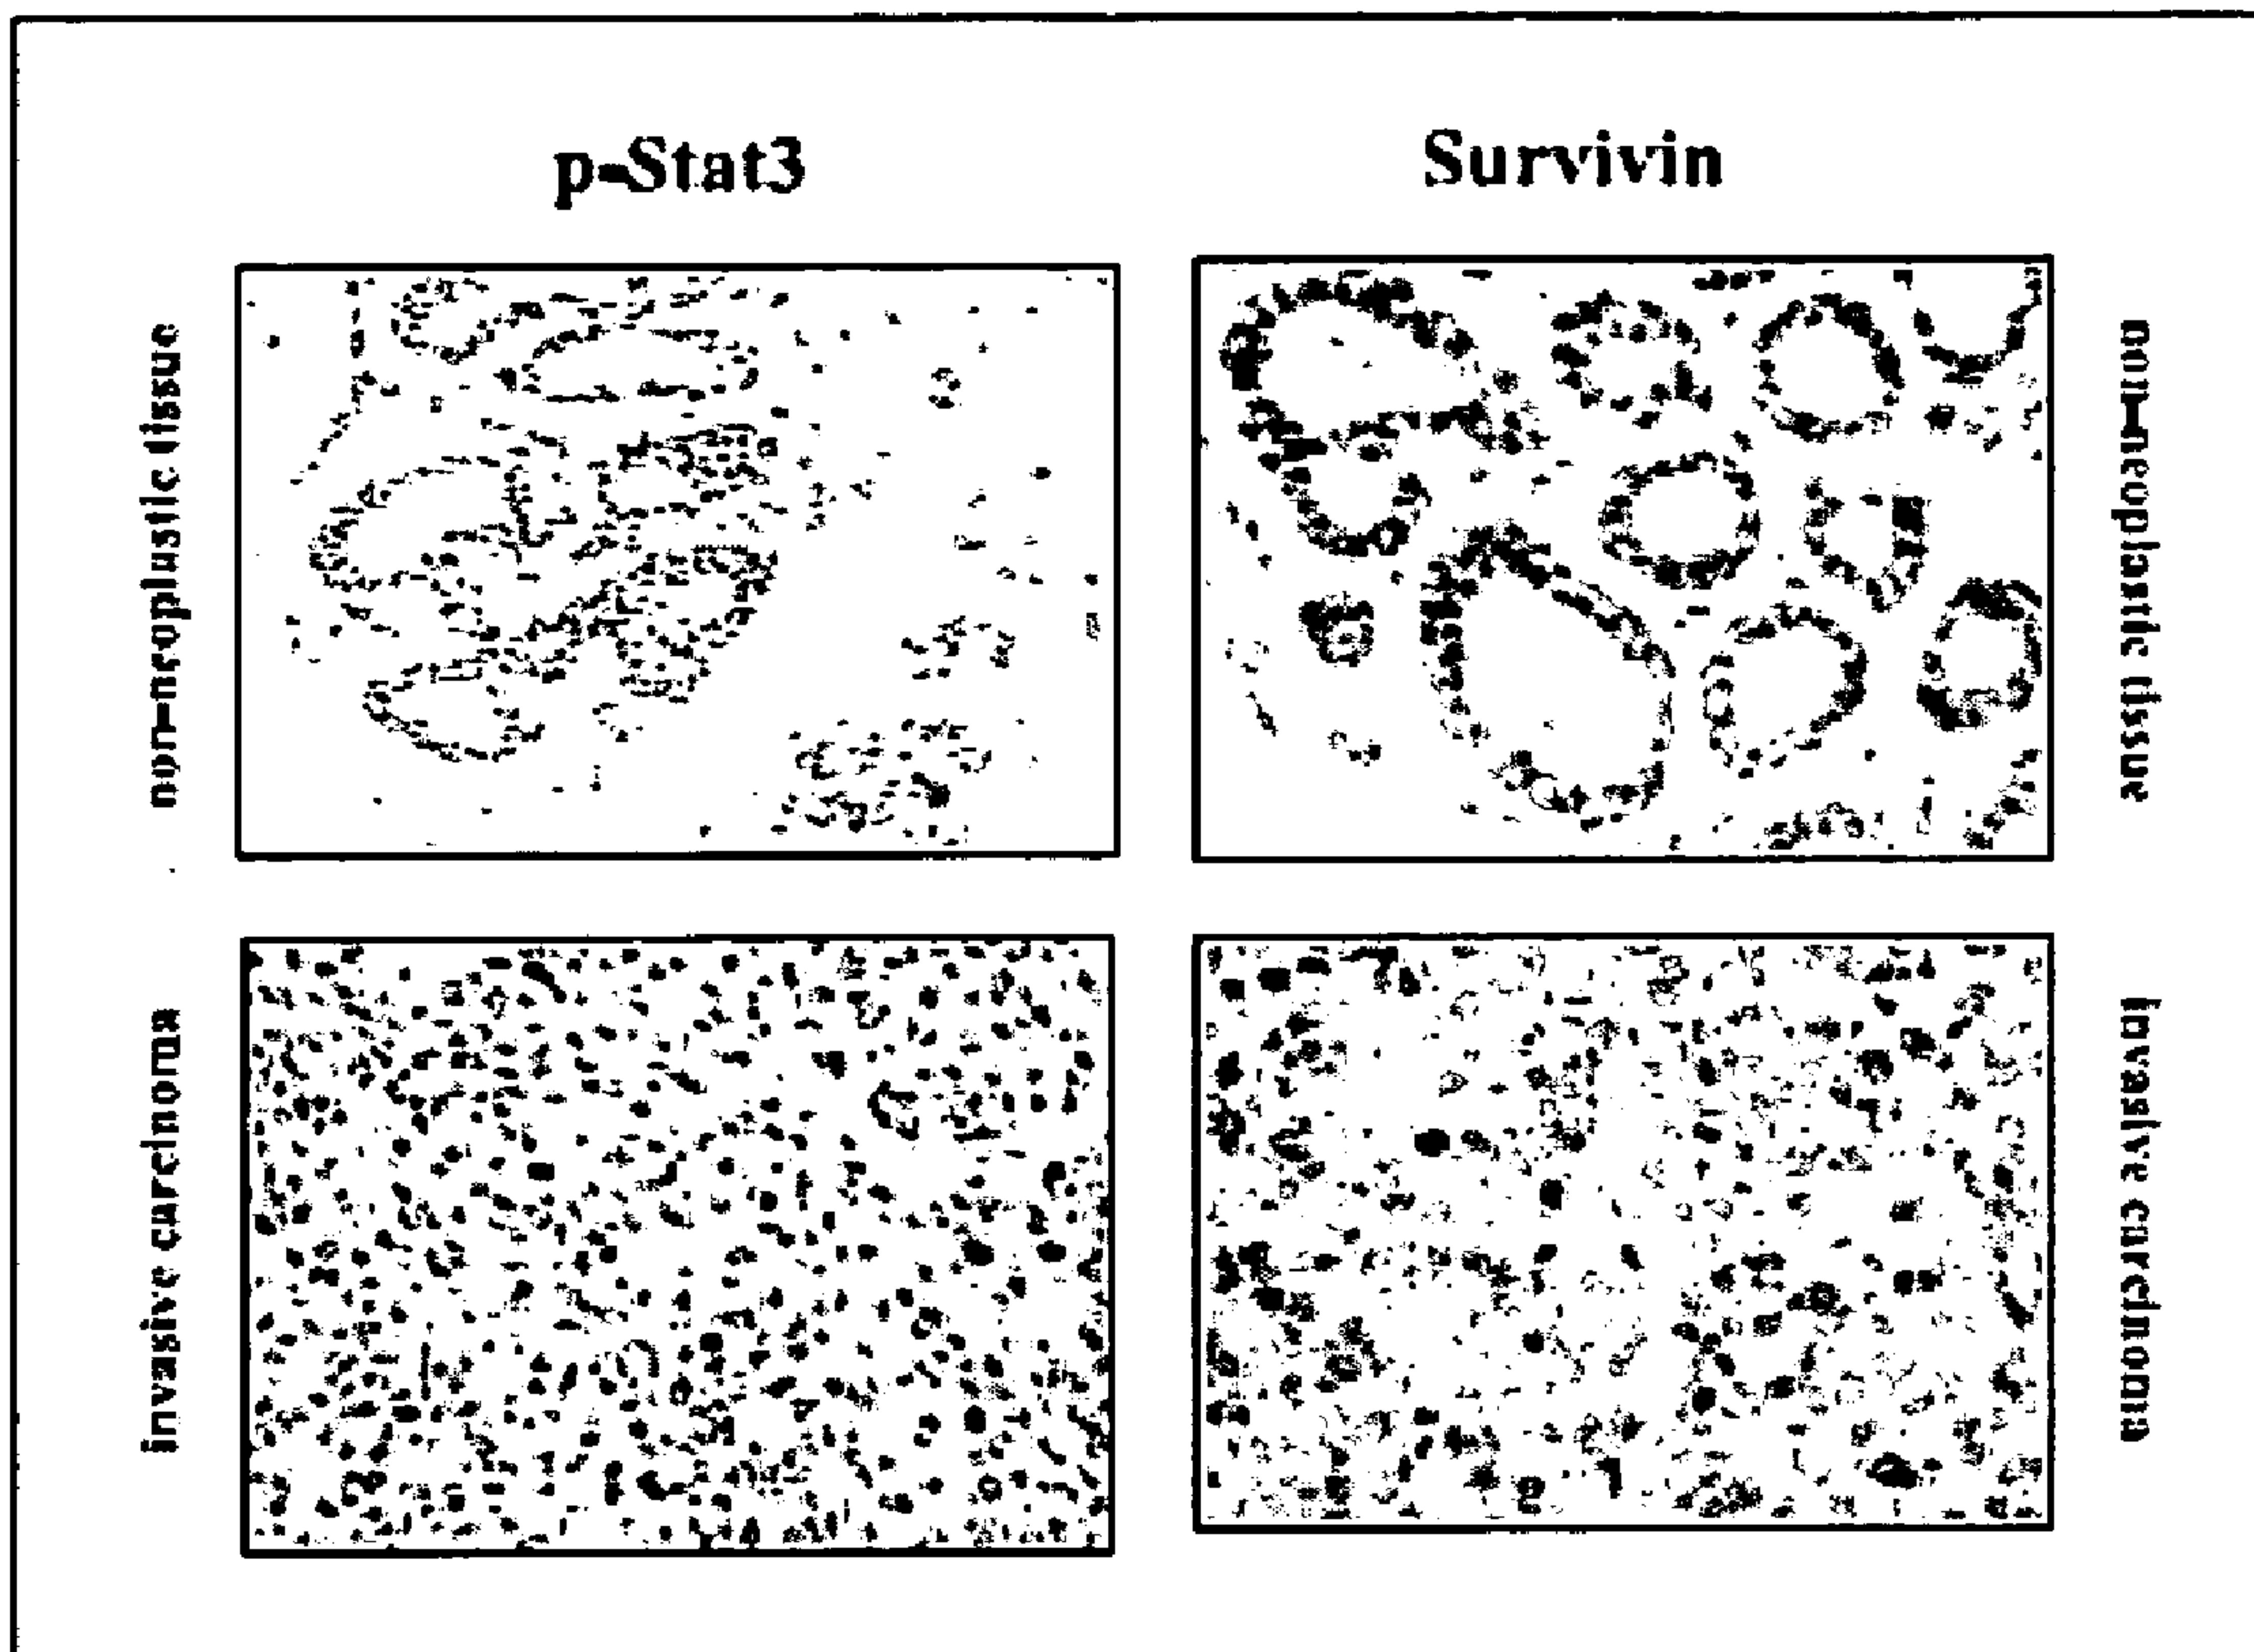 p-Stat3
Survivin
non-neoplastic tissue
non-neoplastic tissue
invasive carcinoma
invasive carcinoma